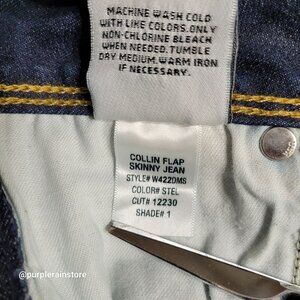 MACHINE WASH COLD
WITH LIKE COLORS.ONLY
NON-CHLORINE BLEACH
WHEN NEEDED.TUMBLE
DRY MEDIUM.WARM IRON
IF NECESSARY.
COLLIN FLAP
SKINNY JEAN
STYLE# W422DMS
COLOR# STEL
CUT# 12230
SHADE# 1
@purplerainstore